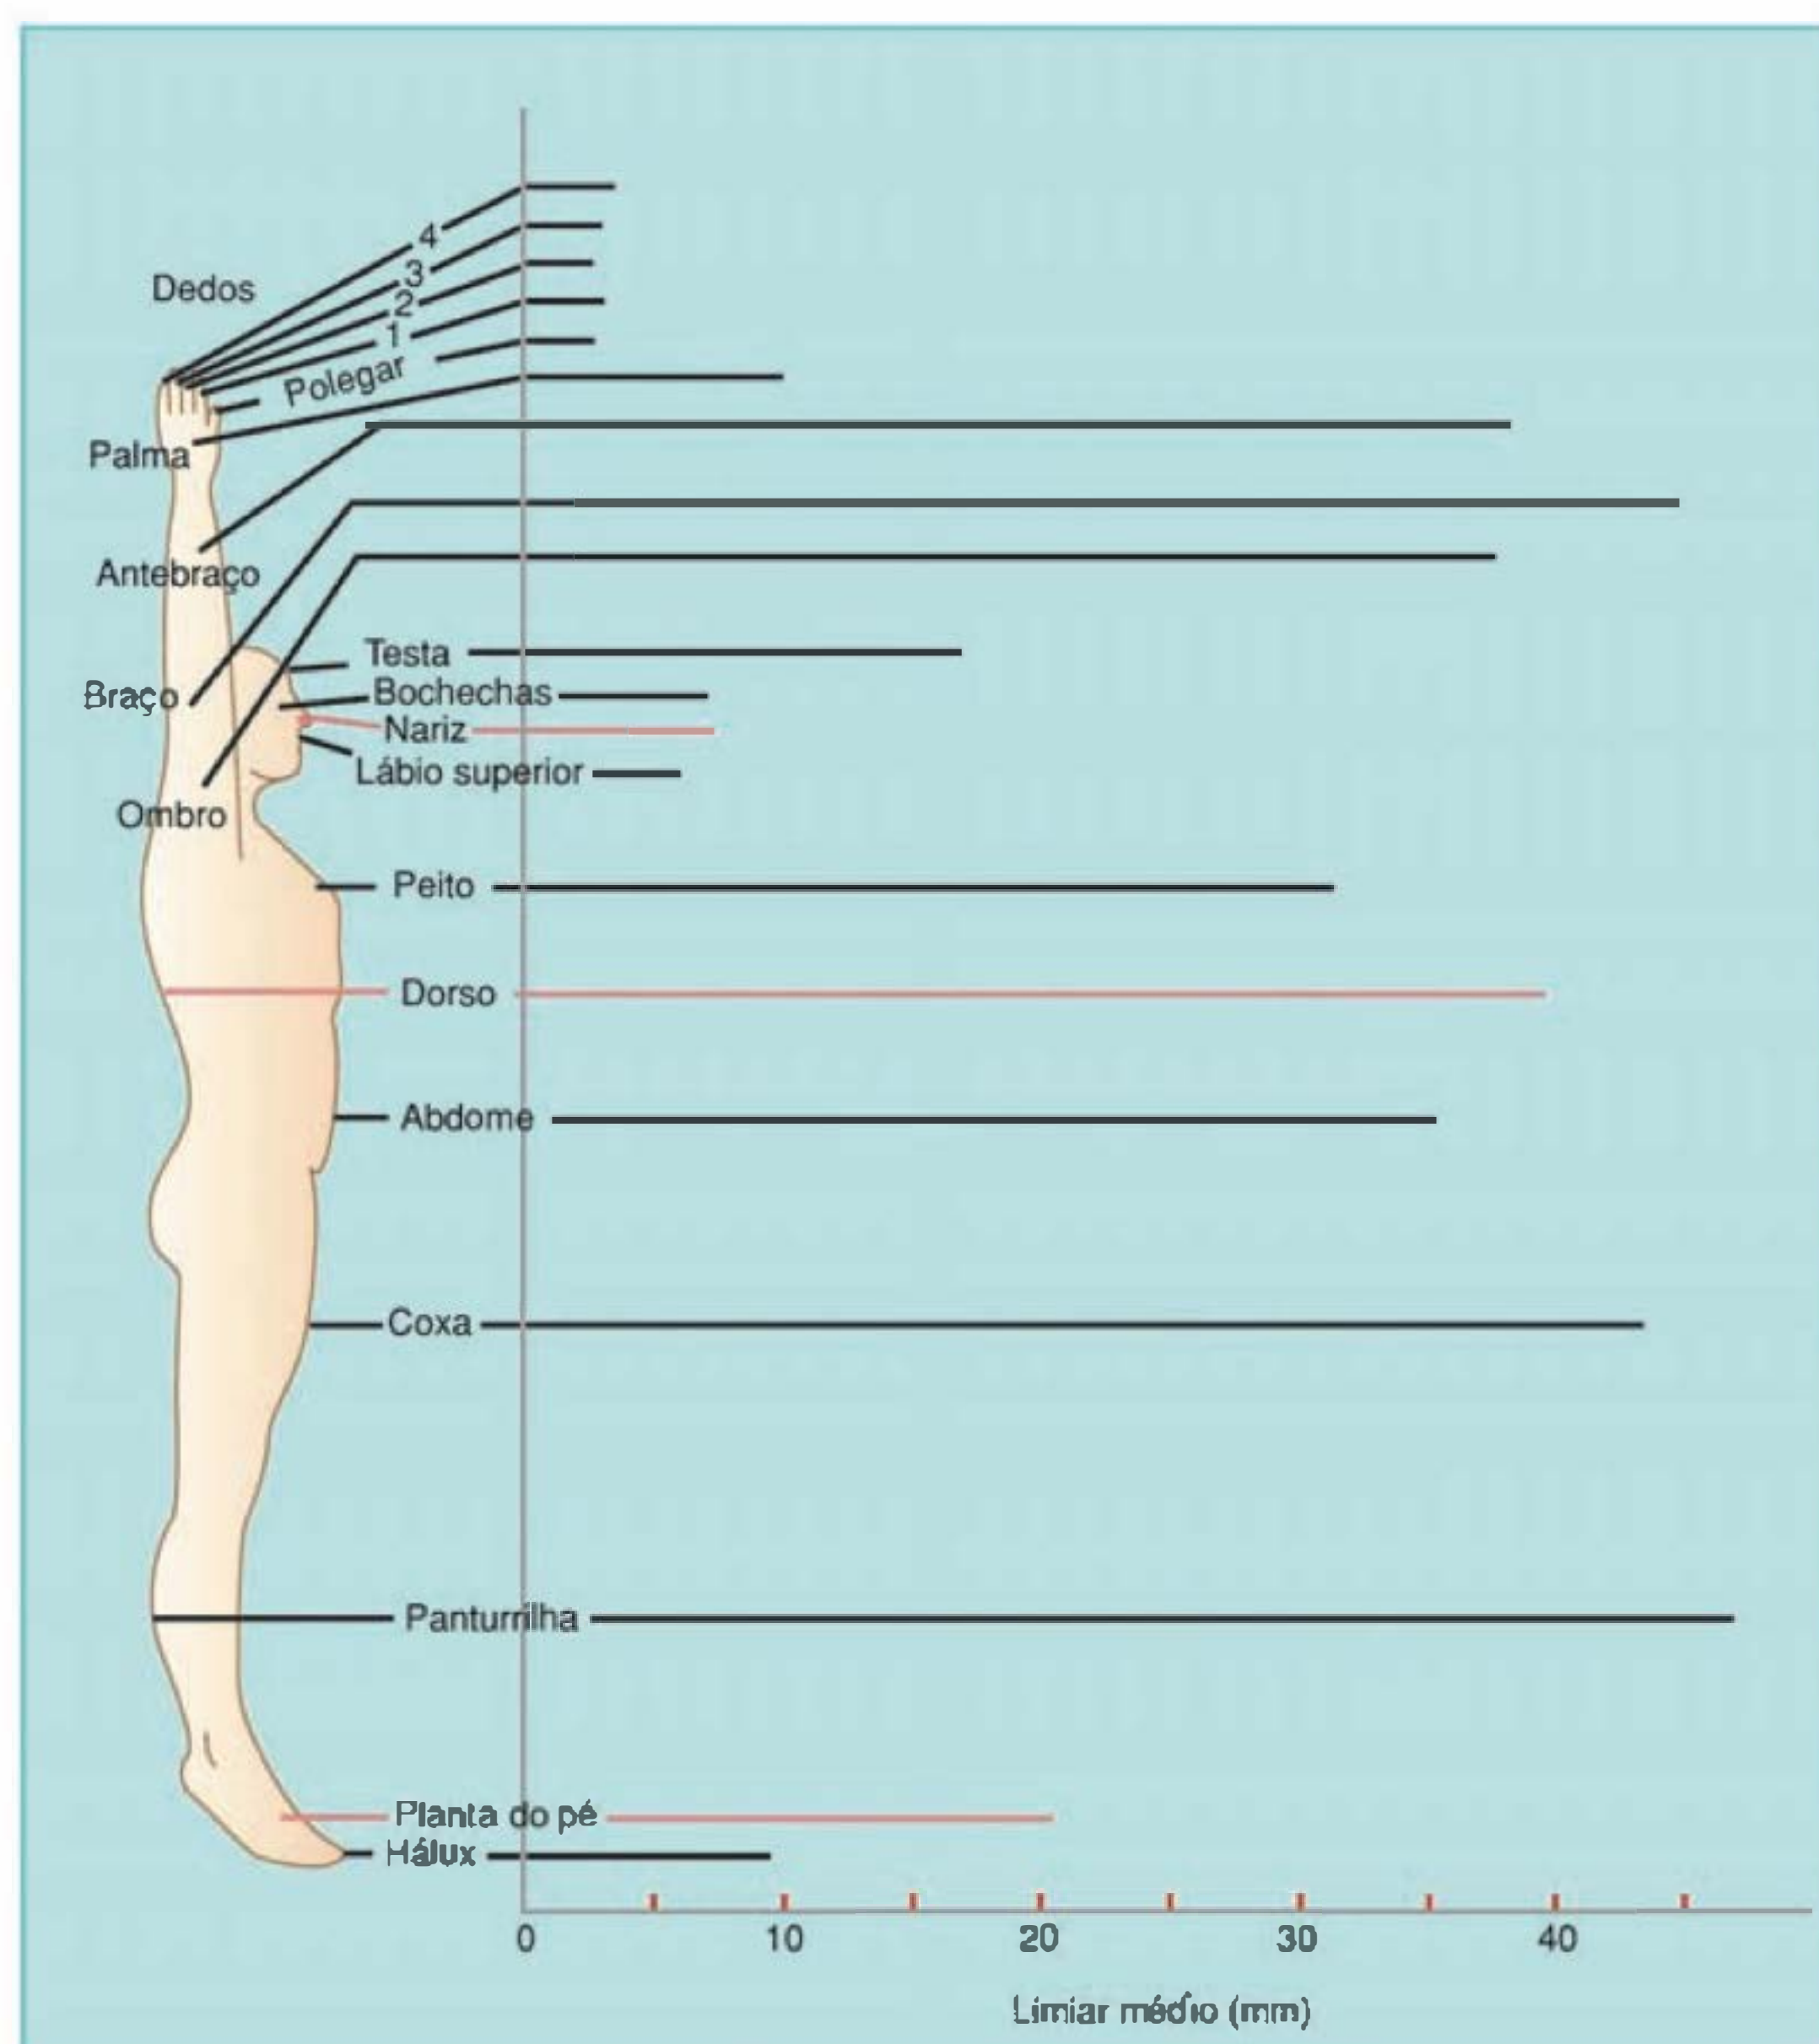 4
3
Dedos
2
1
Polegar
Palma
Antebraço
Testa
Bochechas
Braço
Nariz
Lábio superior
Ombro
Peito
Dorso
Abdome
Coxa
Panturrilha
Planta do pé
Hálux
0 10 20 30 40
Limiar médio (mm)